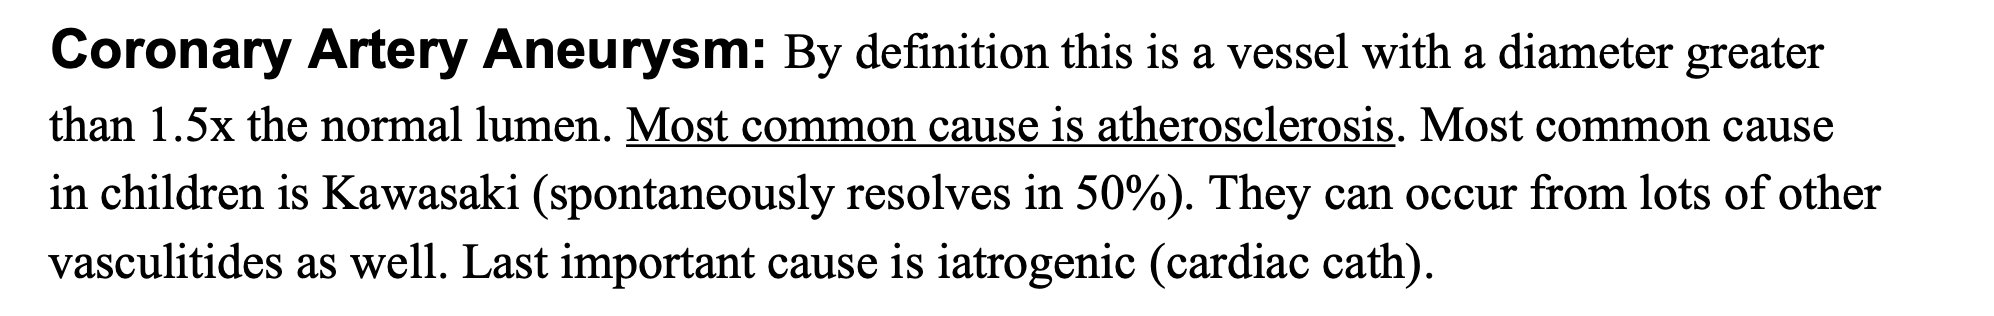 Coronary Artery Aneurysm: By definition this is a vessel with a diameter greater
than 1.5x the normal lumen. Most common cause is atherosclerosis. Most common cause
in children is Kawasaki (spontaneously resolves in 50%). They can occur from lots of other
vasculitides as well. Last important cause is iatrogenic (cardiac cath).